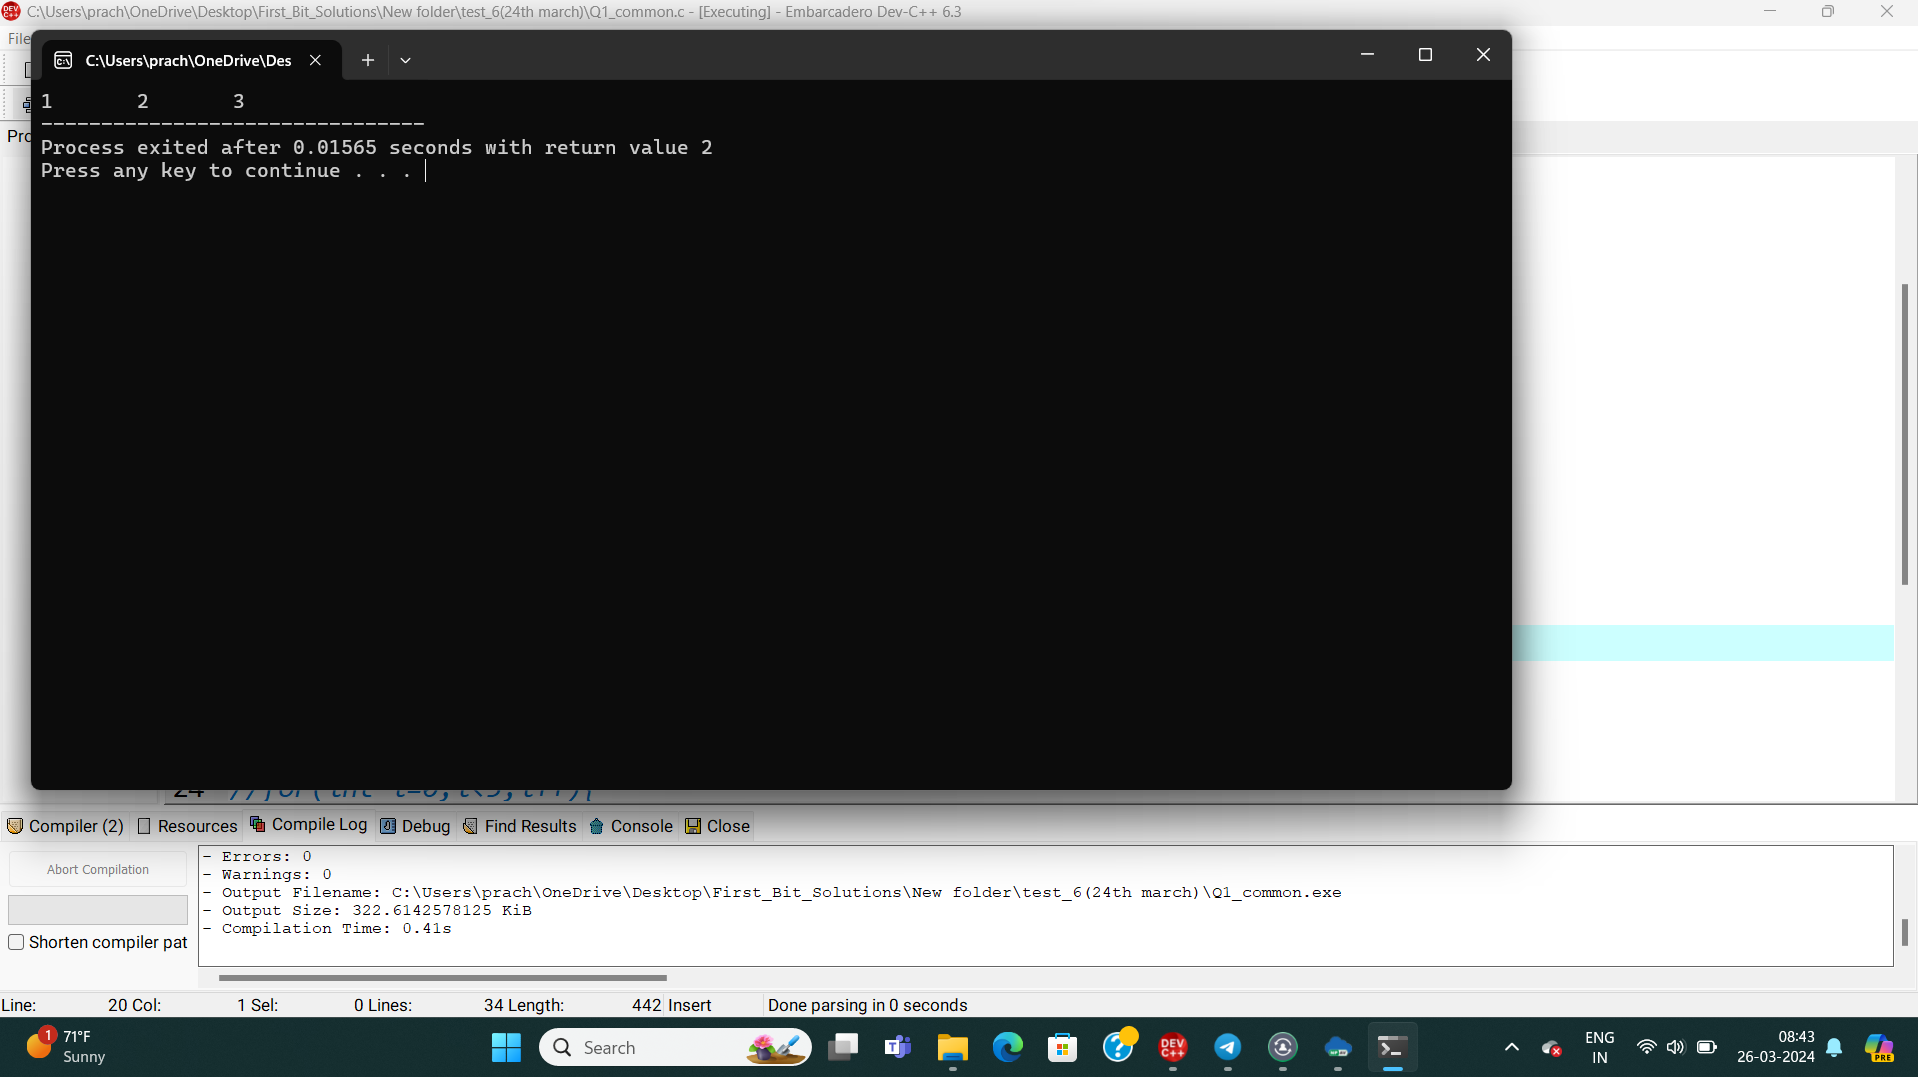 C:\Users\prach\OneDrive\Desktop\First_Bit_Solutions\New folder\test_6(24th march)\Q1_common.c - [Executing] - Embarcadero Dev-C++ 6.3
File
C:\Users\prach\OneDrive\Des
1 2 3
--------------------------------
Process exited after 0.01565 seconds with return value 2
Press any key to continue . . .
Pro
24 //for(int i=0;i<5;i++){
Compiler (2) Resources Compile Log Debug Find Results Console Close
Abort Compilation
Shorten compiler pat
- Errors: 0
- Warnings: 0
- Output Filename: C:\Users\prach\OneDrive\Desktop\First_Bit_Solutions\New folder\test_6(24th march)\Q1_common.exe
- Output Size: 322.6142578125 KiB
- Compilation Time: 0.41s
Line: 20 Col: 1 Sel: 0 Lines: 34 Length: 442 Insert Done parsing in 0 seconds
1
71°F
Sunny
Search
DEV C++
PRE
ENG
IN
08:43
26-03-2024